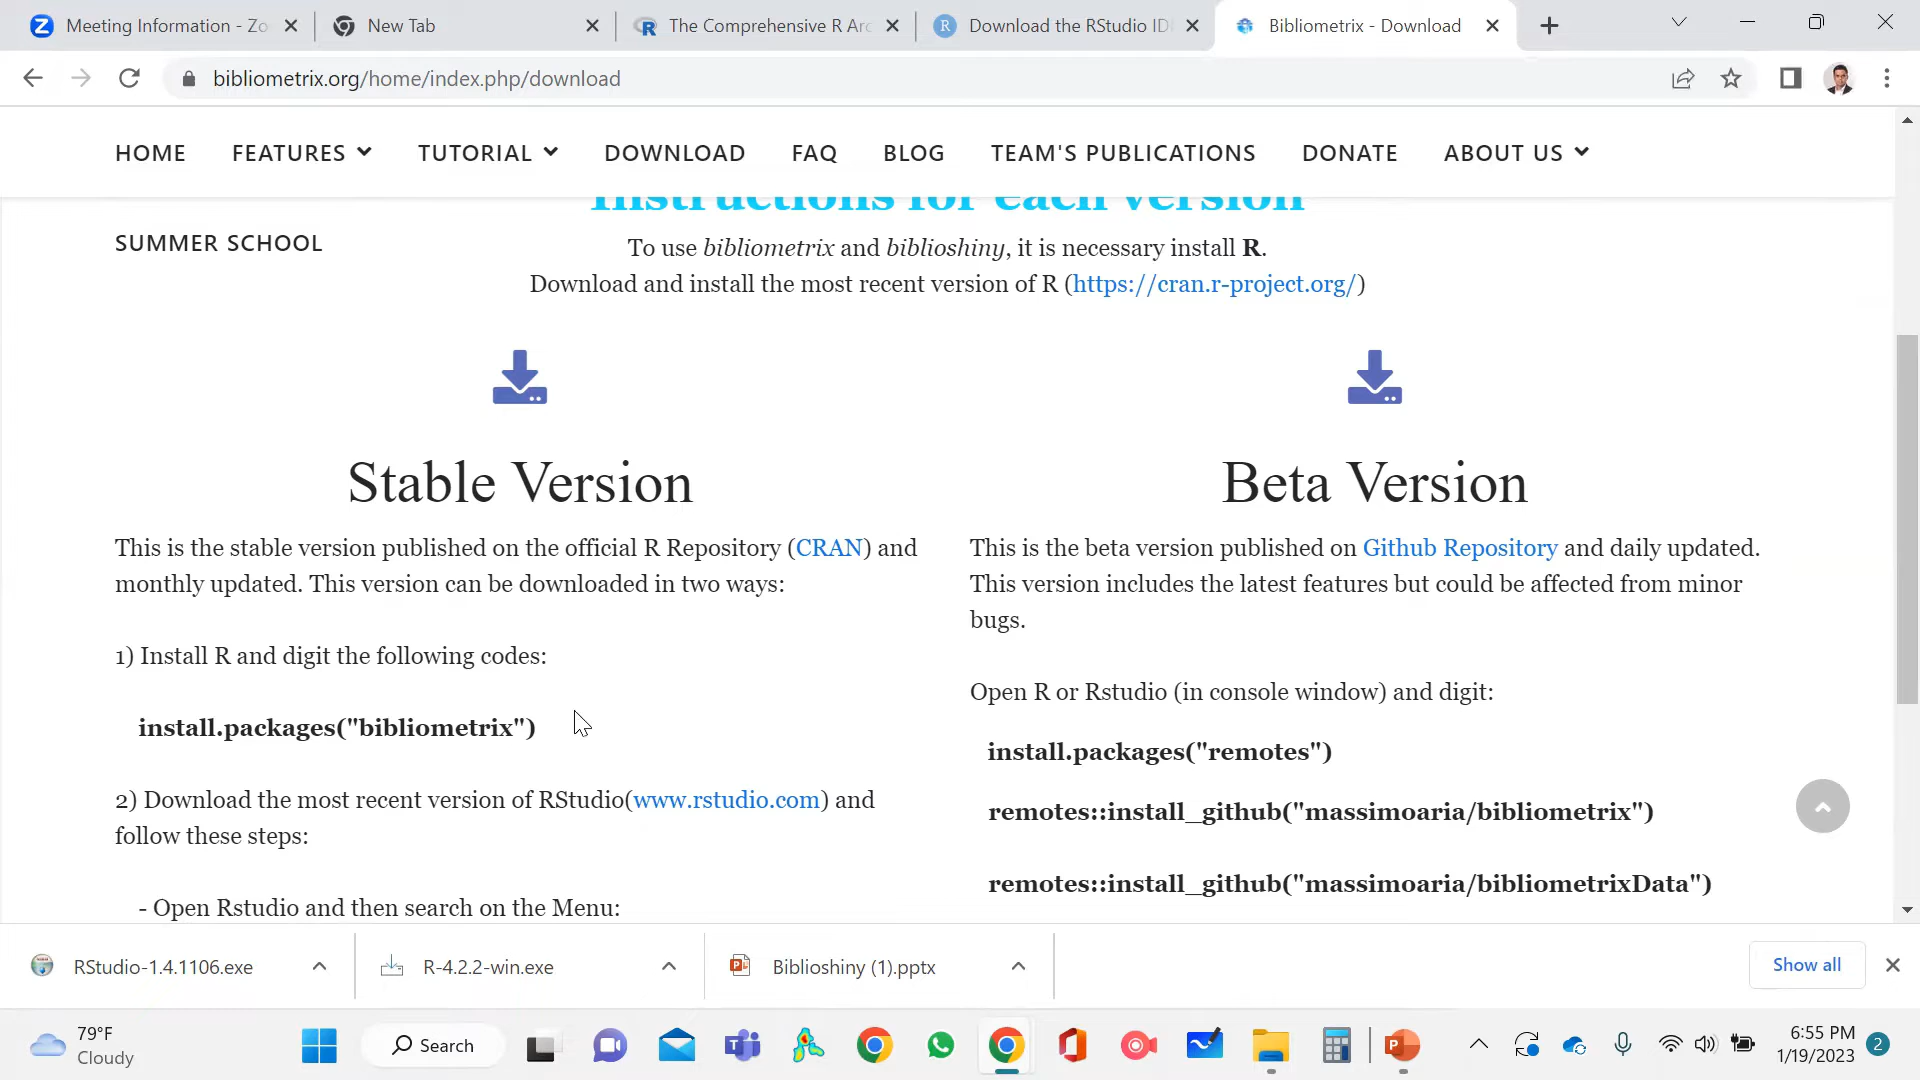 Meeting Information - Zo
New Tab
The Comprehensive R Arc
Download the RStudio ID
Bibliometrix - Download
bibliometrix.org/home/index.php/download
HOME FEATURES TUTORIAL DOWNLOAD FAQ BLOG TEAM'S PUBLICATIONS DONATE ABOUT US
SUMMER SCHOOL
Instructions for each version
To use bibliometrix and biblioshiny, it is necessary install R.
Download and install the most recent version of R (https://cran.r-project.org/)
Stable Version
This is the stable version published on the official R Repository (CRAN) and
monthly updated. This version can be downloaded in two ways:
1) Install R and digit the following codes:
install.packages("bibliometrix")
2) Download the most recent version of RStudio(www.rstudio.com) and
follow these steps:
- Open Rstudio and then search on the Menu:
Beta Version
This is the beta version published on Github Repository and daily updated.
This version includes the latest features but could be affected from minor
bugs.
Open R or Rstudio (in console window) and digit:
install.packages("remotes")
remotes::install_github("massimoaria/bibliometrix")
remotes::install_github("massimoaria/bibliometrixData")
RStudio-1.4.1106.exe
R-4.2.2-win.exe
Biblioshiny (1).pptx
Show all
79°F
Cloudy
Search
6:55 PM
1/19/2023
2